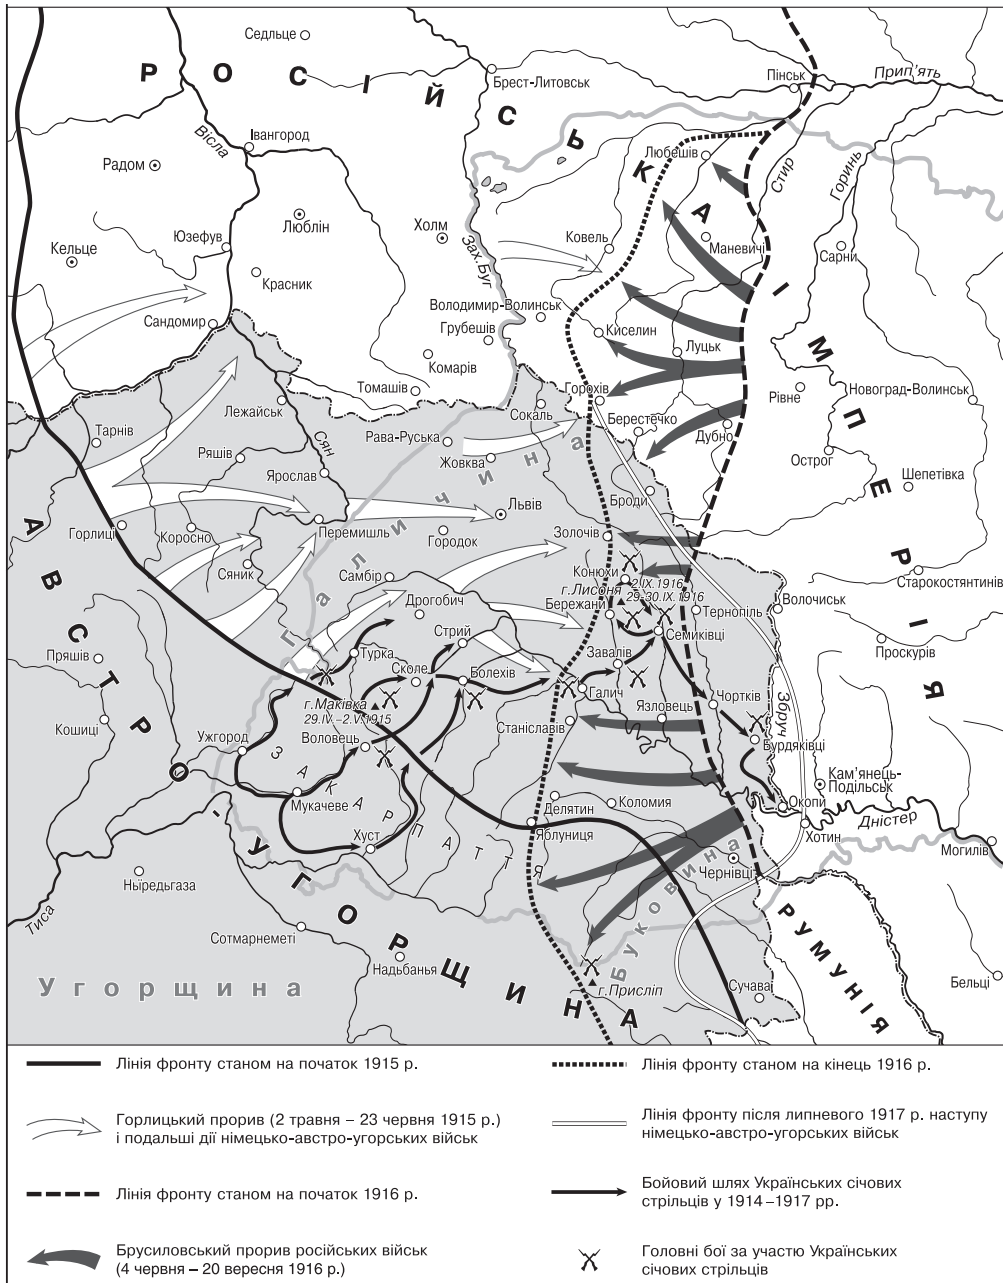 Седльце
РОСІЙСЬКА ІМПЕРІЯ
Брест-Литовськ
Пінськ
Прип’ять
Вісла
Івангород
Радом
Люблін
Холм
Зах.Буг
Любешів
Стир
Горинь
Кельце
Юзефув
Красник
Ковель
Маневичі
Сарни
Сандомир
Володимир-Волинськ
Грубешів
Киселин
Луцьк
Комарів
Томашів
Горохів
Рівне
Новоград-Волинськ
Тарнів
Лежайськ
Сокаль
Берестечко
Дубно
Острог
Шепетівка
Ряшів
Сян
Рава-Руська
Жовква
Ярослав
Галичина
Броди
Львів
АВСТРО-УГОРЩИНА
Горлиці
Коросно
Перемишль
Городок
Золочів
Сяник
Самбір
Конюхи
г.Лисоня
2.IX.1916
29-30.IX.1916
Старокостянтинів
Дрогобич
Бережани
Тернопіль
Волочиськ
Стрий
Семиківці
Пряшів
Турка
Сколе
Болехів
Завалів
Проскурів
г.Маківка
29.IV.–2.V.1915
Галич
Чортків
Збруч
Кошиці
Станіславів
Язловець
Ужгород
Воловець
Бурдяківці
ЗАКАРПАТТЯ
Кам’янець-
Подільськ
Мукачеве
Делятин
Коломия
Окопи
Дністер
Хуст
Яблуниця
Хотин
Чернівці
Могилів
Ньїредьгаза
Буковина
РУМУНІЯ
Тиса
Сотмарнеметі
Надьбанья
Угорщина
г.Присліп
Сучава
Бельці
Лінія фронту станом на початок 1915 р.
Горлицький прорив (2 травня – 23 червня 1915 р.)
і подальші дії німецько-австро-угорських військ
Лінія фронту станом на початок 1916 р.
Брусиловський прорив російських військ
(4 червня – 20 вересня 1916 р.)
Лінія фронту станом на кінець 1916 р.
Лінія фронту після липневого 1917 р. наступу
німецько-австро-угорських військ
Бойовий шлях Українських січових
стрільців у 1914–1917 рр.
Головні бої за участю Українських
січових стрільців